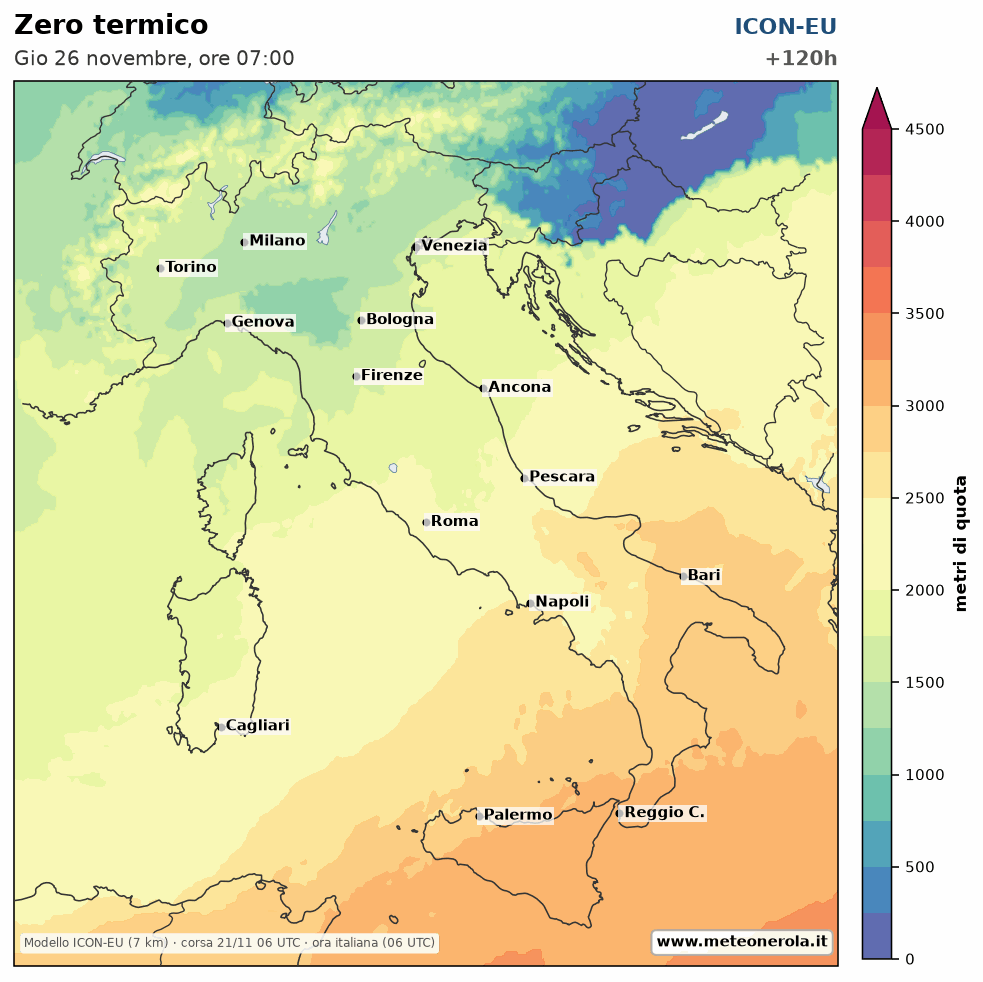 Zero termico
ICON-EU
Gio 26 novembre, ore 07:00
+120h
Milano
Venezia
Torino
Genova
Bologna
Firenze
Ancona
Pescara
Roma
Bari
Napoli
Cagliari
Palermo
Reggio C.
4500
4000
3500
3000
2500
2000
1500
1000
500
0
metri di quota
Modello ICON-EU (7 km) · corsa 21/11 06 UTC · ora italiana (06 UTC)
www.meteonerola.it